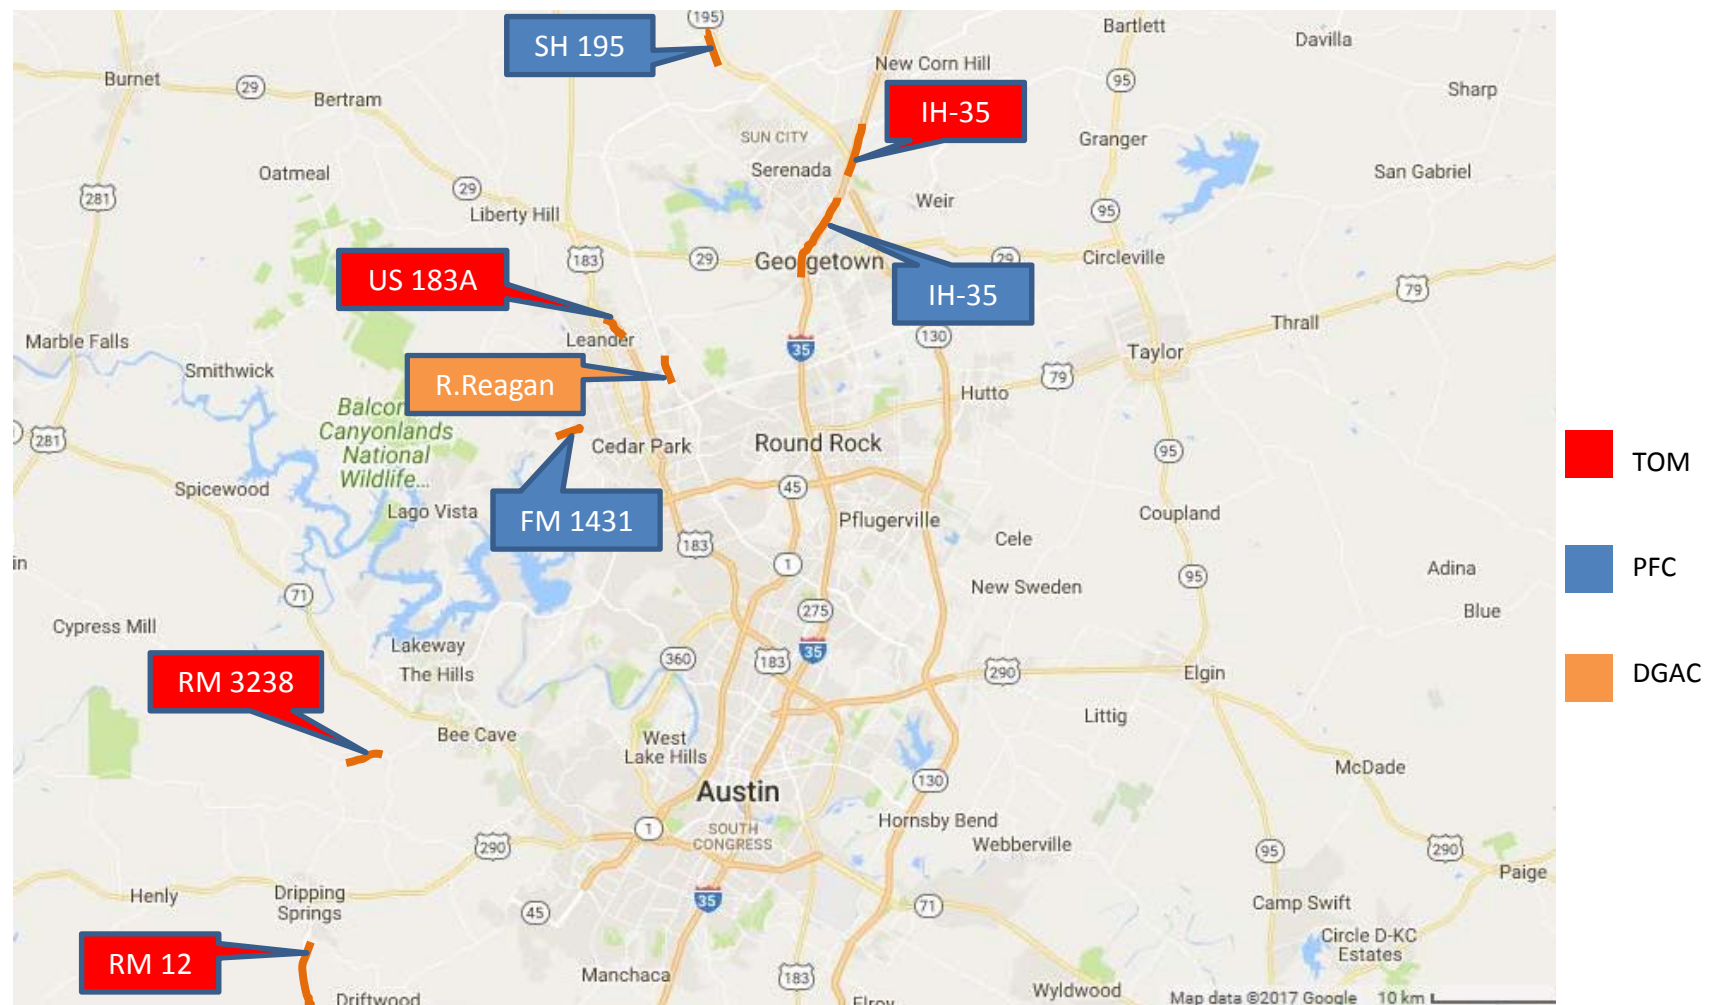 195
Bartlett
SH 195
Davilla
New Corn Hill
Burnet
29
Bertram
95
Sharp
IH-35
SUN CITY
Granger
Serenada
Oatmeal
San Gabriel
281
29
Liberty Hill
Weir
95
183
29
Georgetown
29
Circleville
US 183A
IH-35
79
Thrall
Marble Falls
Leander
35
130
Taylor
Smithwick
R.Reagan
79
Hutto
Balcon
Canyonlands
National
Wildlife...
281
Cedar Park
Round Rock
95
TOM
Spicewood
45
Lago Vista
FM 1431
Pflugerville
Coupland
183
Cele
in
1
Adina
PFC
71
New Sweden
95
Blue
275
Cypress Mill
Lakeway
The Hills
360
183
35
290
Elgin
RM 3238
DGAC
Littig
Bee Cave
West
Lake Hills
McDade
Austin
130
1
SOUTH
CONGRESS
Hornsby Bend
Webberville
290
95
290
Paige
Henly
Dripping
Springs
35
45
71
Camp Swift
Circle D-KC
Estates
RM 12
Manchaca
183
Wyldwood
Driftwood
Elroy
Map data ©2017 Google
10 km